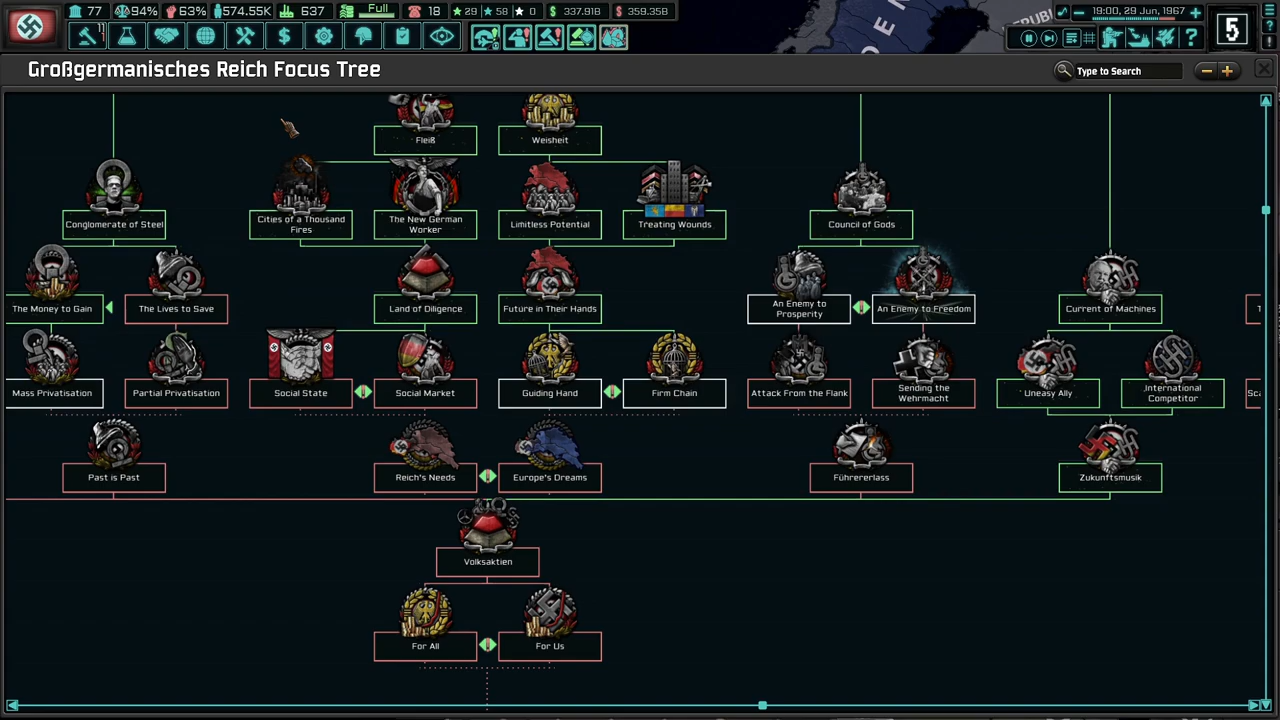 77 94% 63% 574.55K 637 Full 18 29 58 0 $ 337.91B $ 359.35B
19:00, 29 Jun, 1967
5
Großgermanisches Reich Focus Tree
Type to Search
Fleiß
Weisheit
Conglomerate of Steel
Cities of a Thousand
Fires
The New German
Worker
Limitless Potential
Treating Wounds
Council of Gods
The Money to Gain
The Lives to Save
Land of Diligence
Future in Their Hands
An Enemy to
Prosperity
An Enemy to Freedom
Current of Machines
Mass Privatisation
Partial Privatisation
Social State
Social Market
Guiding Hand
Firm Chain
Attack From the Flank
Sending the
Wehrmacht
Uneasy Ally
International
Competitor
Past is Past
Reich's Needs
Europe's Dreams
Führererlass
Zukunftsmusik
Volksaktien
For All
For Us